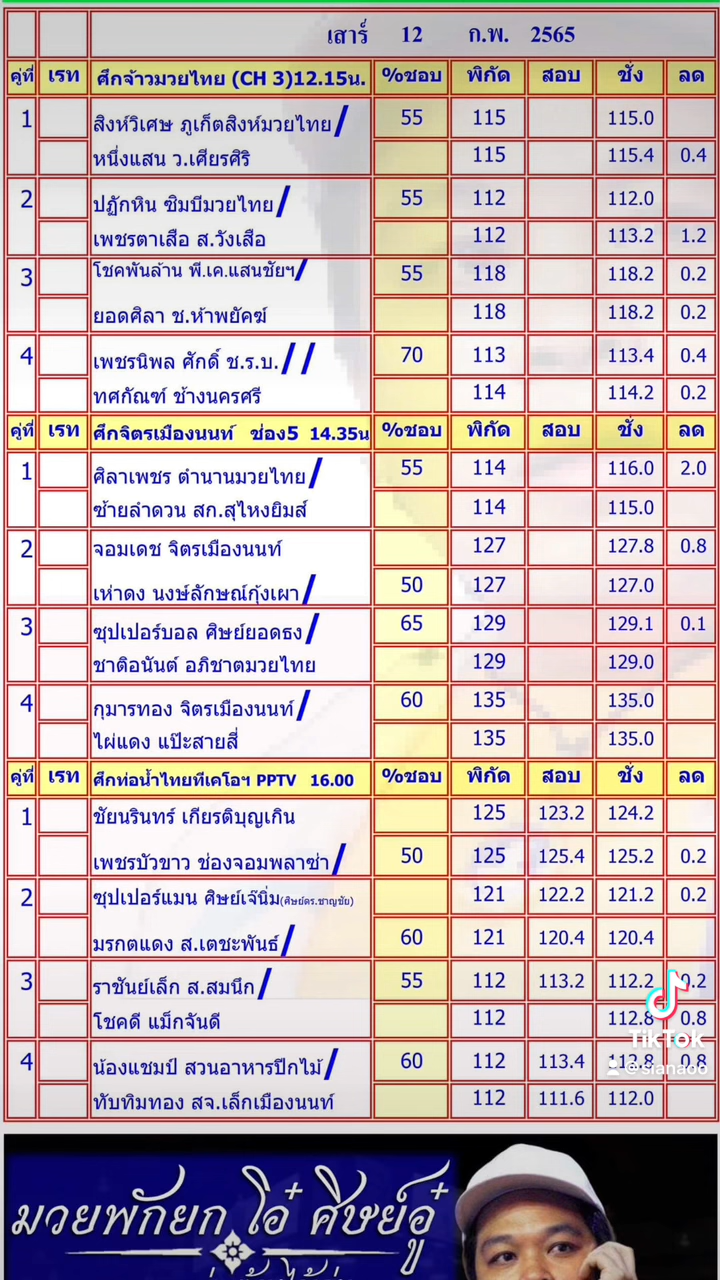 เสาร์ 12 ก.พ. 2565
คู่ที่ เรท ศึกจ้าวมวยไทย (CH 3)12.15น. %ชอบ พิกัด สอบ ชั่ง ลด
1 สิงห์วิเศษ ภูเก็ตสิงห์มวยไทย/ 55 115 115.0
หนึ่งแสน ว.เศียรศิริ 115 115.4 0.4
2 ปฏักหิน ซิมบีมวยไทย/ 55 112 112.0
เพชรตาเสือ ส.วังเสือ 112 113.2 1.2
3 โชคพันล้าน พี.เค.แสนชัยฯ/ 55 118 118.2 0.2
ยอดศิลา ช.ห้าพยัคฆ์ 118 118.2 0.2
4 เพชรนิพล ศักดิ์ ช.ร.บ.// 70 113 113.4 0.4
ทศกัณฑ์ ช้างนครศรี 114 114.2 0.2
คู่ที่ เรท ศึกจิตรเมืองนนท์ ช่อง5 14.35น %ชอบ พิกัด สอบ ชั่ง ลด
1 ศิลาเพชร ตำนานมวยไทย/ 55 114 116.0 2.0
ซ้ายลำดวน สก.สุไหงยิมส์ 114 115.0
2 จอมเดช จิตรเมืองนนท์ 127 127.8 0.8
เห่าดง นงษ์ลักษณ์กุ้งเผา/ 50 127 127.0
3 ซุปเปอร์บอล ศิษย์ยอดธง/ 65 129 129.1 0.1
ชาติอนันต์ อภิชาตมวยไทย 129 129.0
4 กุมารทอง จิตรเมืองนนท์/ 60 135 135.0
ไผ่แดง แป๊ะสายสี่ 135 135.0
คู่ที่ เรท ศึกท่อน้ำไทยทีเคโอฯ PPTV 16.00 %ชอบ พิกัด สอบ ชั่ง ลด
1 ชัยนรินทร์ เกียรติบุญเกิน 125 123.2 124.2
เพชรบัวขาว ช่องจอมพลาซ่า/ 50 125 125.4 125.2 0.2
2 ซุปเปอร์แมน ศิษย์เจ๊นิ่ม(ศิษย์ดร.ชาญชัย) 121 122.2 121.2 0.2
มรกตแดง ส.เตชะพันธ์/ 60 121 120.4 120.4
3 ราชันย์เล็ก ส.สมนึก/ 55 112 113.2 112.2 0.2
โชคดี แม็กจันดี 112 112.8 0.8
TikTok
4 น้องแชมป์ สวนอาหารปีกไม้/ 60 112 113.4 112.8 0.8
@sianaoo
ทับทิมทอง สจ.เล็กเมืองนนท์ 112 111.6 112.0
มวยพักยก โอ๋ ศิษย์อู๋